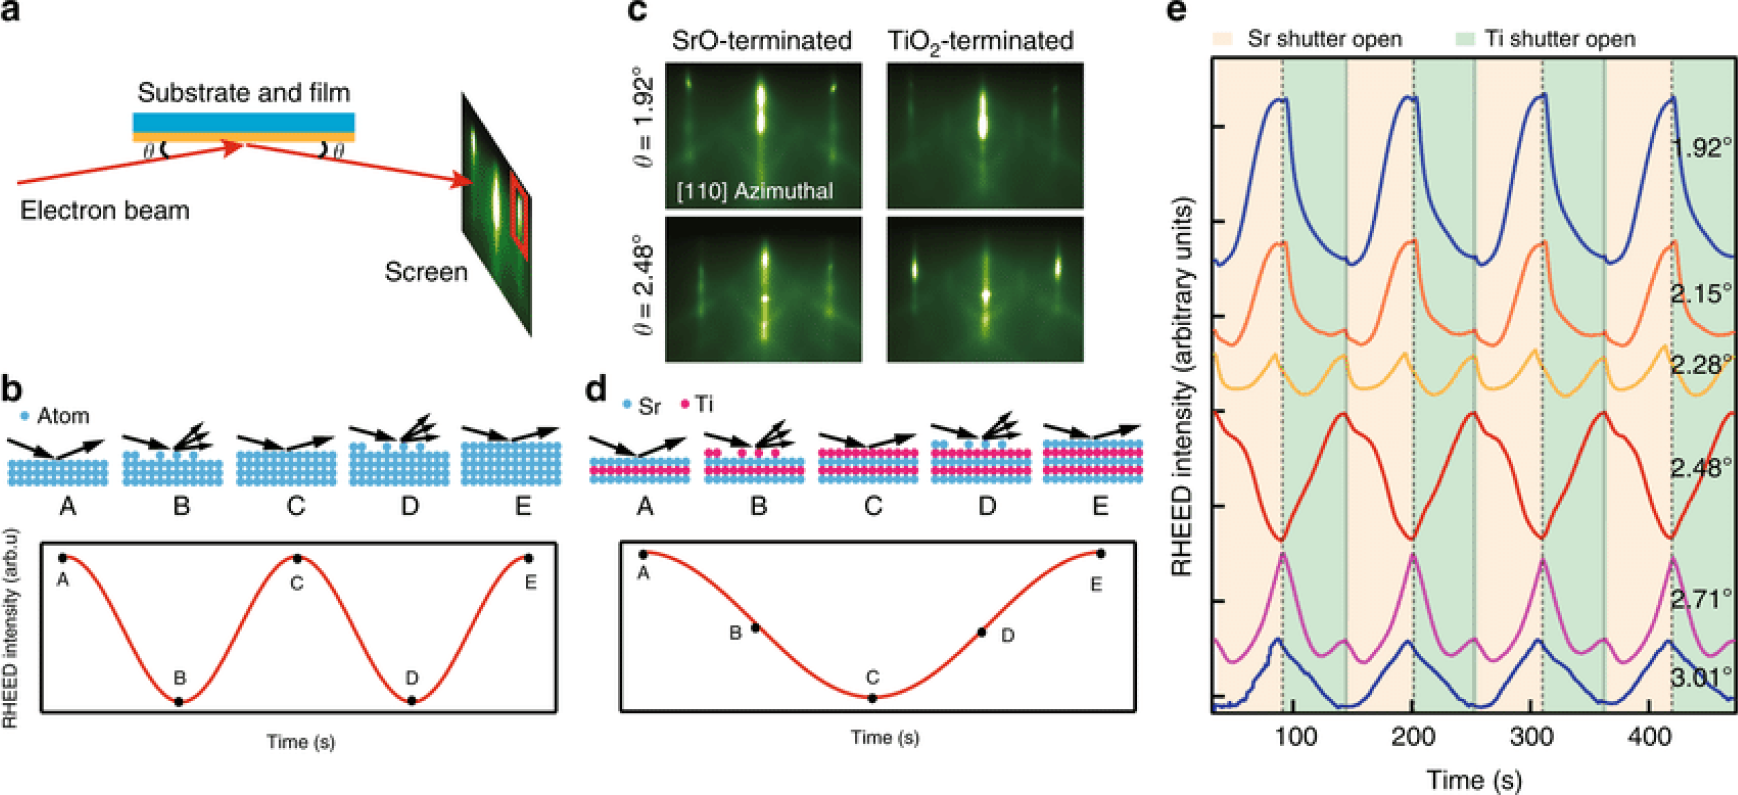 a
Substrate and film
θ
θ
Electron beam
Screen
b
Atom
A
B
C
D
E
RHEED intensity (arb.u)
A
B
C
D
E
Time (s)
c
SrO-terminated
TiO2-terminated
θ = 1.92°
[110] Azimuthal
θ = 2.48°
d
Sr
Ti
A
B
C
D
E
A
B
C
D
E
Time (s)
e
Sr shutter open
Ti shutter open
RHEED intensity (arbitrary units)
1.92°
2.15°
2.28°
2.48°
2.71°
3.01°
100
200
300
400
Time (s)